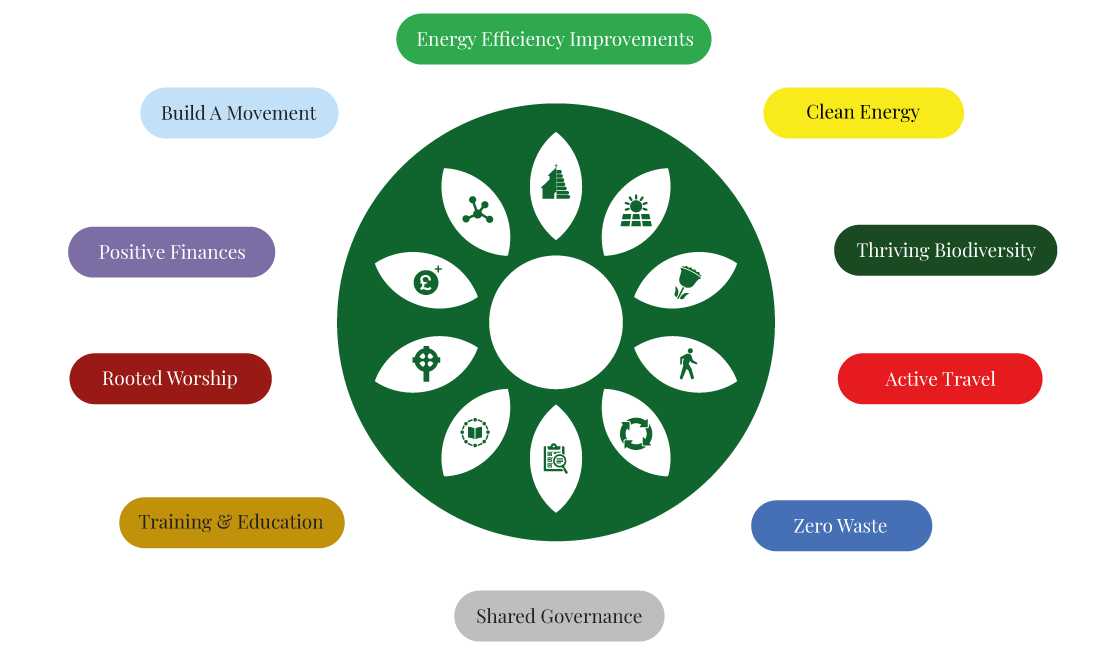 Energy Efficiency Improvements
Build A Movement
Clean Energy
Positive Finances
Thriving Biodiversity
Rooted Worship
Active Travel
Training & Education
Zero Waste
Shared Governance